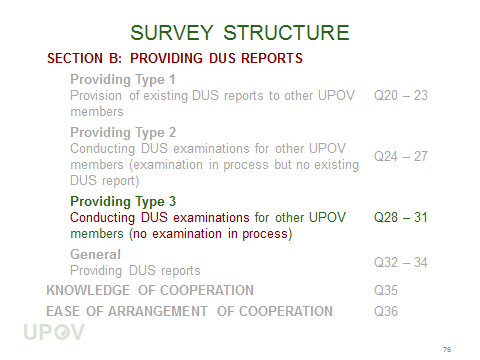 SURVEY STRUCTURE
SECTION B: PROVIDING DUS REPORTS
Providing Type 1
Provision of existing DUS reports to other UPOV Q20 – 23
members
Providing Type 2
Conducting DUS examinations for other UPOV
members (examination in process but no existing Q24 – 27
DUS report)
Providing Type 3
Conducting DUS examinations for other UPOV Q28 – 31
members (no examination in process)
General
Providing DUS reports Q32 – 34
KNOWLEDGE OF COOPERATION Q35
EASE OF ARRANGEMENT OF COOPERATION Q36
UPOV
76